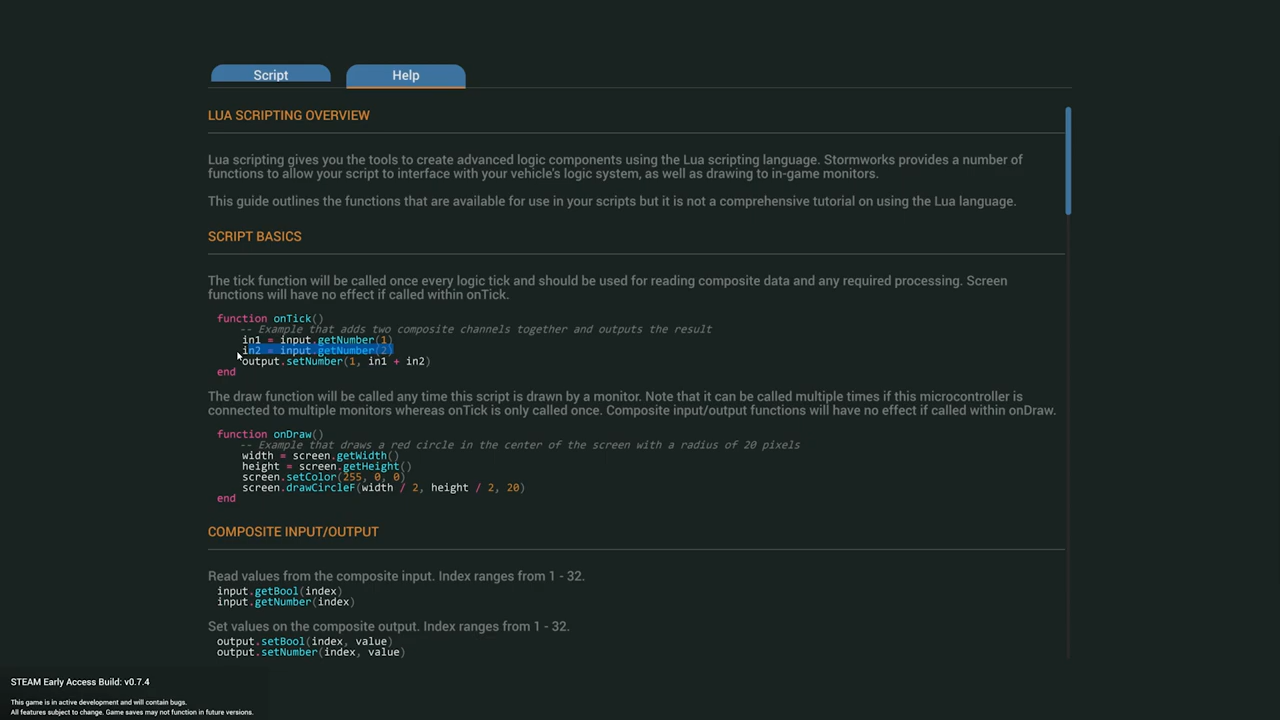 Script
Help
LUA SCRIPTING OVERVIEW
Lua scripting gives you the tools to create advanced logic components using the Lua scripting language. Stormworks provides a number of
functions to allow your script to interface with your vehicle's logic system, as well as drawing to in-game monitors.
This guide outlines the functions that are available for use in your scripts but it is not a comprehensive tutorial on using the Lua language.
SCRIPT BASICS
The tick function will be called once every logic tick and should be used for reading composite data and any required processing. Screen
functions will have no effect if called within onTick.
function onTick()
-- Example that adds two composite channels together and outputs the result
in1 = input.getNumber(1)
in2 = input.getNumber(2)
output.setNumber(1, in1 + in2)
end
The draw function will be called any time this script is drawn by a monitor. Note that it can be called multiple times if this microcontroller is
connected to multiple monitors whereas onTick is only called once. Composite input/output functions will have no effect if called within onDraw.
function onDraw()
-- Example that draws a red circle in the center of the screen with a radius of 20 pixels
width = screen.getWidth()
height = screen.getHeight()
screen.setColor(255, 0, 0)
screen.drawCircleF(width / 2, height / 2, 20)
end
COMPOSITE INPUT/OUTPUT
Read values from the composite input. Index ranges from 1 - 32.
input.getBool(index)
input.getNumber(index)
Set values on the composite output. Index ranges from 1 - 32.
output.setBool(index, value)
output.setNumber(index, value)
STEAM Early Access Build: v0.7.4
This game is in active development and will contain bugs.
All features subject to change. Game saves may not function in future versions.